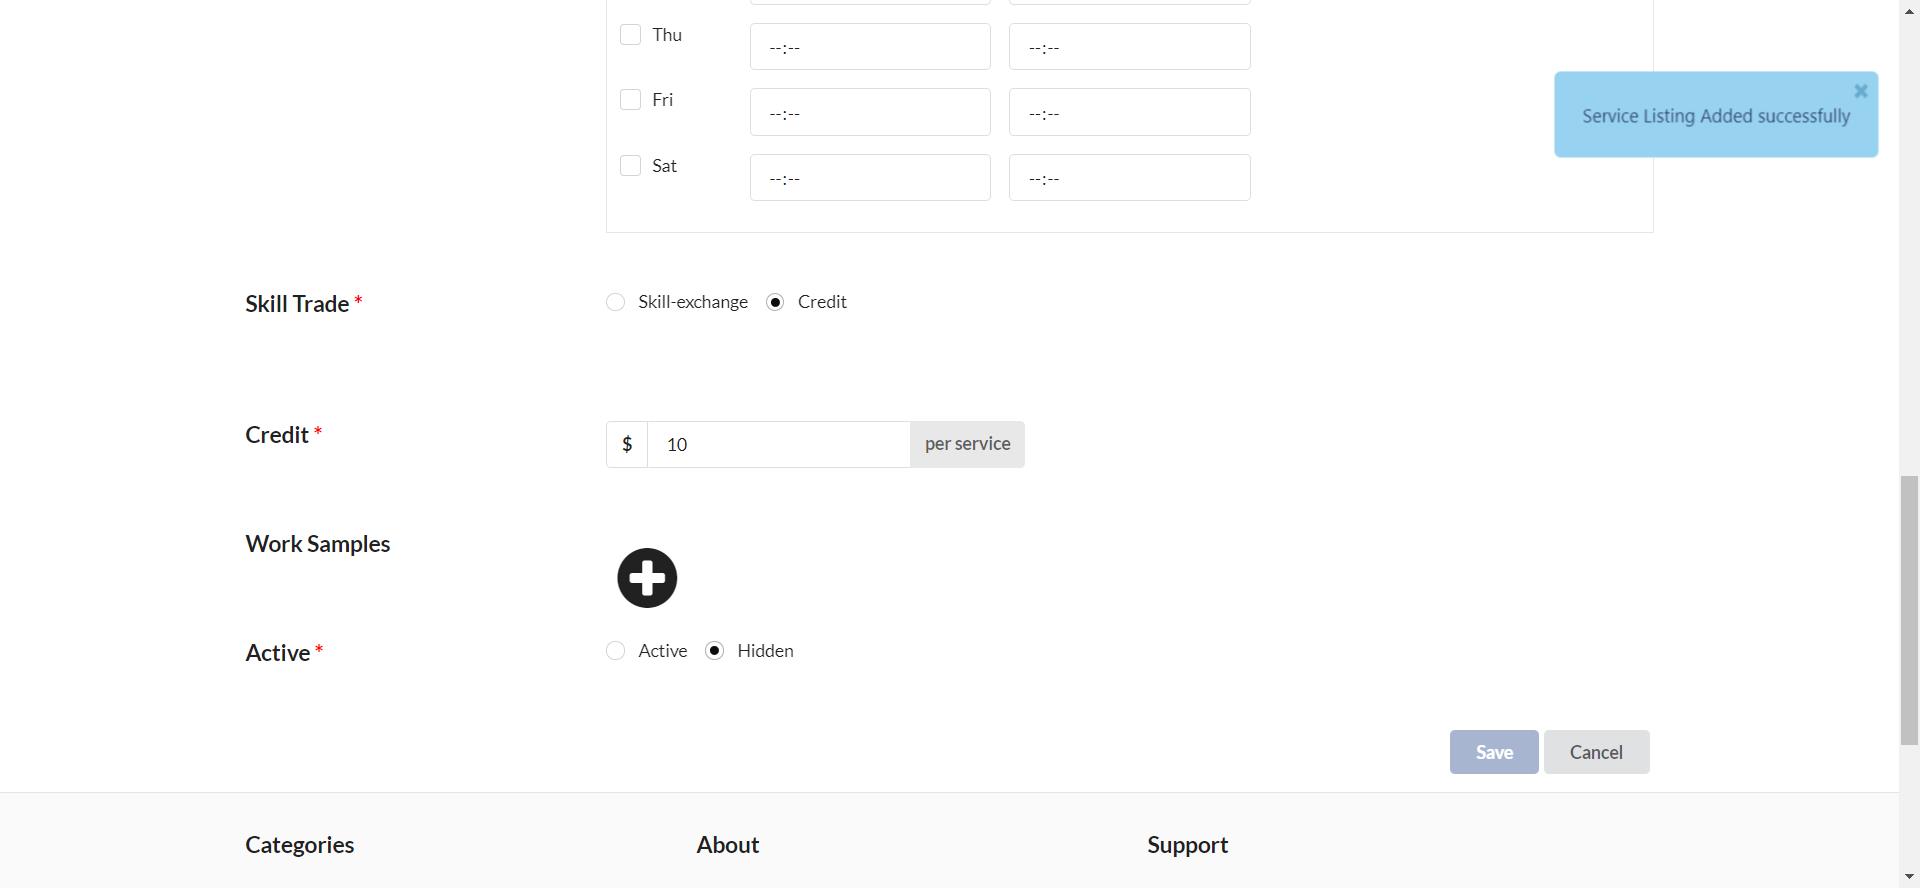 Thu --:-- --:--
Fri --:-- --:--
Service Listing Added successfully
Sat --:-- --:--
Skill Trade * Skill-exchange Credit
Credit * $ 10 per service
Work Samples
Active * Active Hidden
Save Cancel
Categories About Support